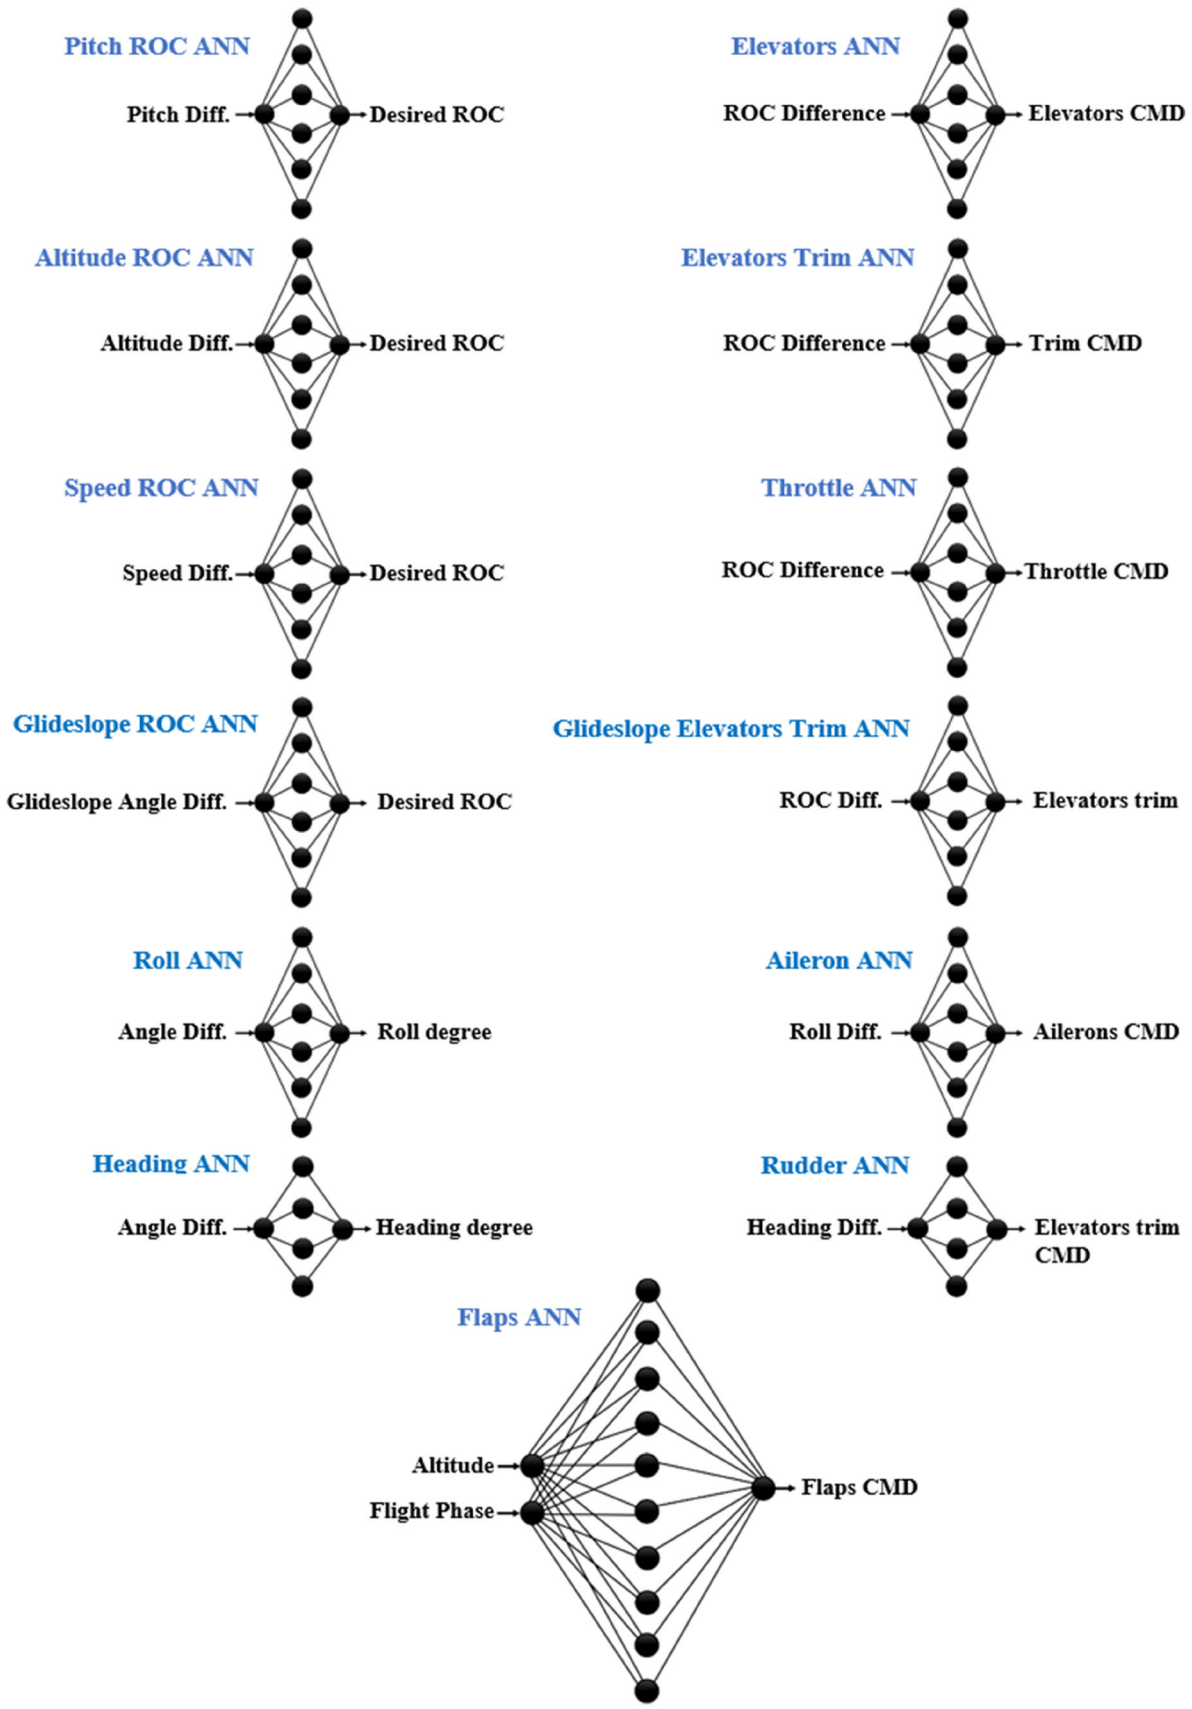 Pitch ROC ANN
Pitch Diff.
Desired ROC
Elevators ANN
ROC Difference
Elevators CMD
Altitude ROC ANN
Altitude Diff.
Desired ROC
Elevators Trim ANN
ROC Difference
Trim CMD
Speed ROC ANN
Speed Diff.
Desired ROC
Throttle ANN
ROC Difference
Throttle CMD
Glideslope ROC ANN
Glideslope Angle Diff.
Desired ROC
Glideslope Elevators Trim ANN
ROC Diff.
Elevators trim
Roll ANN
Angle Diff.
Roll degree
Aileron ANN
Roll Diff.
Ailerons CMD
Heading ANN
Angle Diff.
Heading degree
Rudder ANN
Heading Diff.
Elevators trim
CMD
Flaps ANN
Altitude
Flight Phase
Flaps CMD